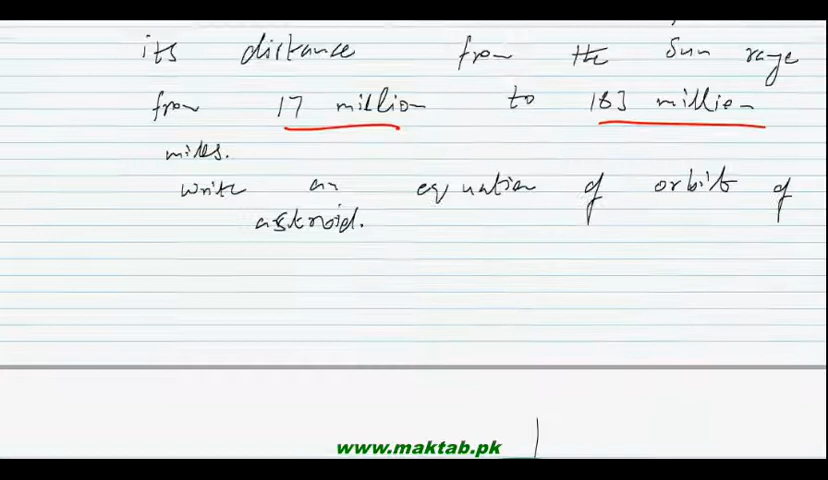 its distance from the Sun range
from 17 million to 183 million
miles.
write an equation of orbit of
asteroid.
www.maktab.pk